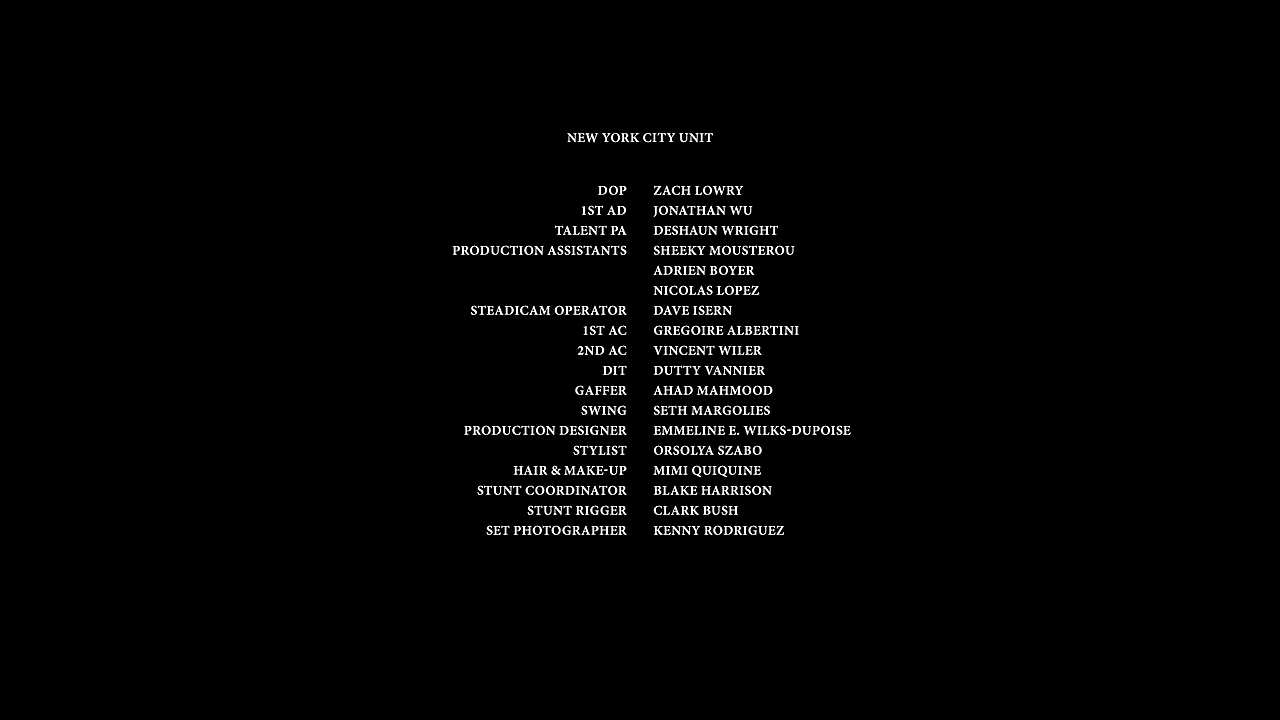 NEW YORK CITY UNIT
DOP ZACH LOWRY
1ST AD JONATHAN WU
TALENT PA DESHAUN WRIGHT
PRODUCTION ASSISTANTS SHEEKY MOUSTEROU
ADRIEN BOYER
NICOLAS LOPEZ
STEADICAM OPERATOR DAVE ISERN
1ST AC GREGOIRE ALBERTINI
2ND AC VINCENT WILER
DIT DUTTY VANNIER
GAFFER AHAD MAHMOOD
SWING SETH MARGOLIES
PRODUCTION DESIGNER EMMELINE E. WILKS-DUPOISE
STYLIST ORSOLYA SZABO
HAIR & MAKE-UP MIMI QUIQUINE
STUNT COORDINATOR BLAKE HARRISON
STUNT RIGGER CLARK BUSH
SET PHOTOGRAPHER KENNY RODRIGUEZ